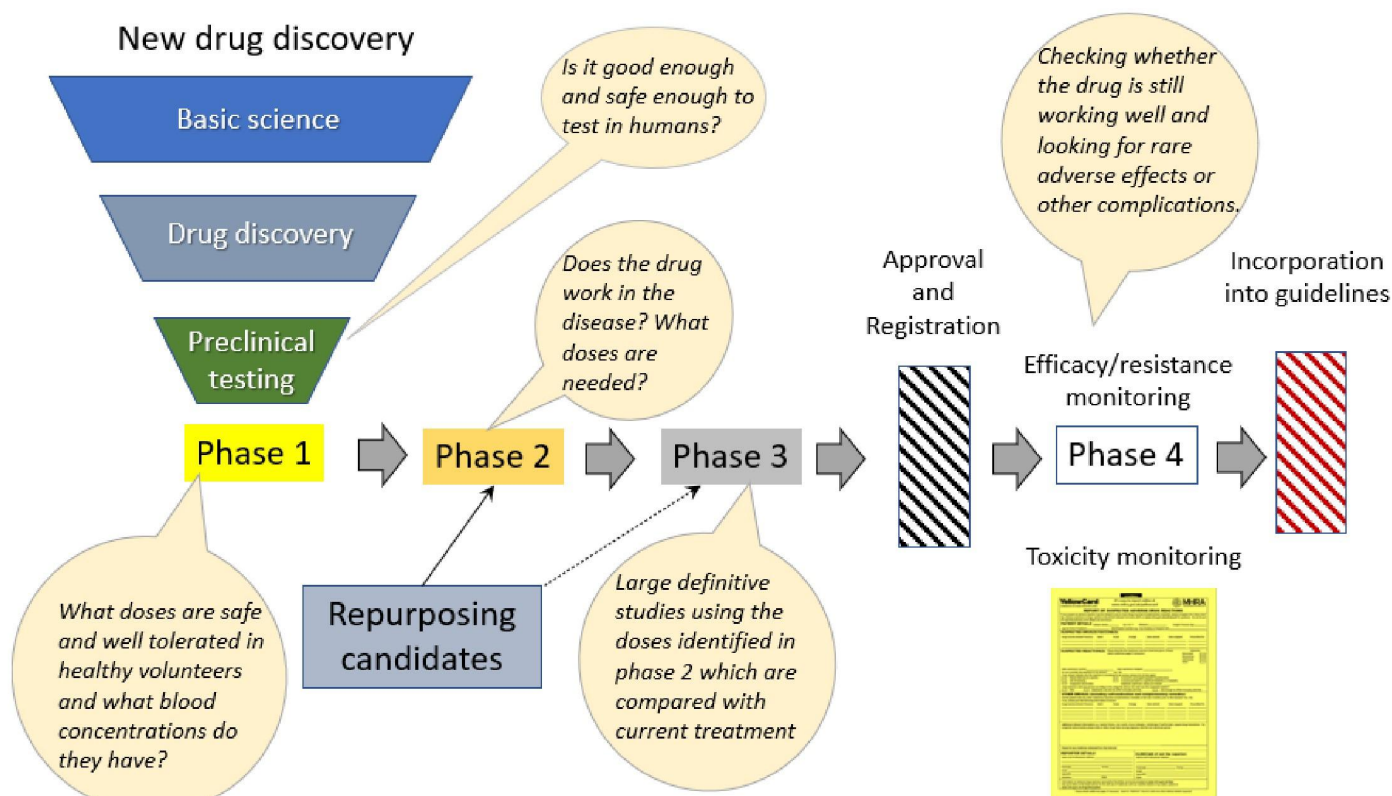 New drug discovery
Basic science
Drug discovery
Preclinical
testing
Is it good enough
and safe enough to
test in humans?
Does the drug
work in the
disease? What
doses are
needed?
Checking whether
the drug is still
working well and
looking for rare
adverse effects or
other complications.
Approval
and
Registration
Incorporation
into guidelines
Efficacy/resistance
monitoring
Phase 1
Phase 2
Phase 3
Phase 4
What doses are safe
and well tolerated in
healthy volunteers
and what blood
concentrations do
they have?
Repurposing
candidates
Large definitive
studies using the
doses identified in
phase 2 which are
compared with
current treatment
Toxicity monitoring
YellowCard
MHRA